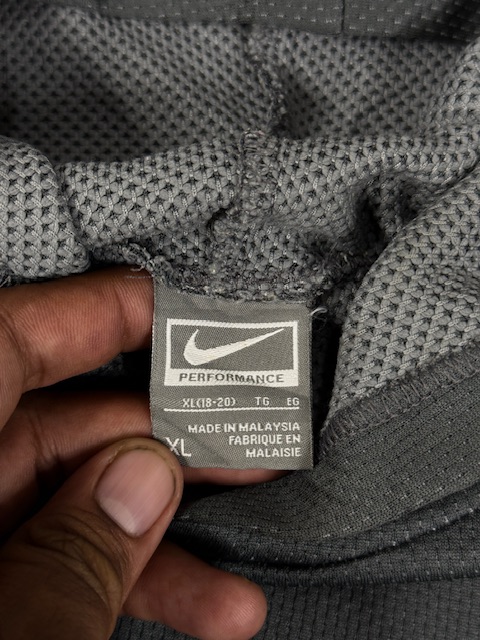 PERFORMANCE
XL(18-20) TG EG
MADE IN MALAYSIA
FABRIQUE EN
MALAISIE
XL